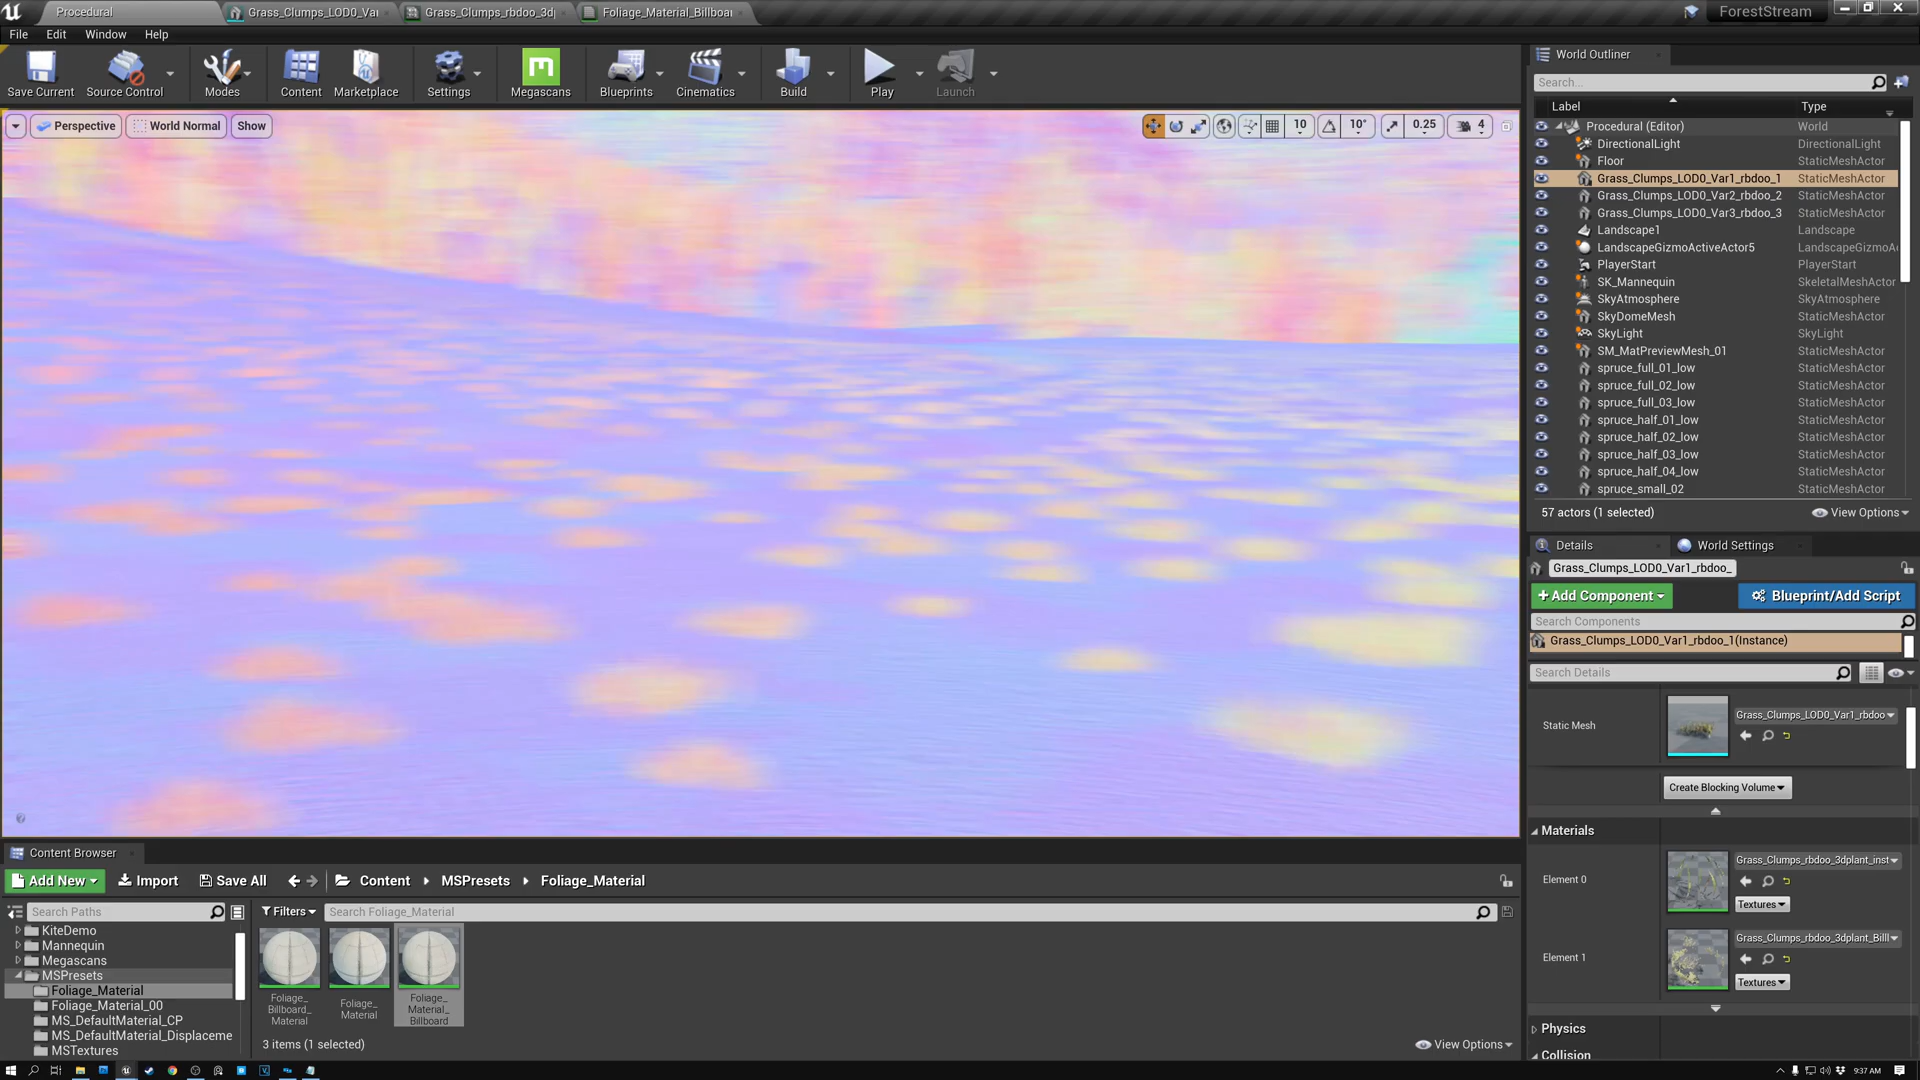 Procedural
Grass_Clumps_LOD0_Var
Grass_Clumps_rbdoo_3dp
Foliage_Material_Billboar
ForestStream
File Edit Window Help
Save Current Source Control Modes Content Marketplace Settings Megascans Blueprints Cinematics Build Play Launch
Perspective World Normal Show
10 10° 0.25 4
World Outliner
Search...
Label Type
Procedural (Editor) World
DirectionalLight DirectionalLight
Floor StaticMeshActor
Grass_Clumps_LOD0_Var1_rbdoo_1 StaticMeshActor
Grass_Clumps_LOD0_Var2_rbdoo_2 StaticMeshActor
Grass_Clumps_LOD0_Var3_rbdoo_3 StaticMeshActor
Landscape1 Landscape
LandscapeGizmoActiveActor5 LandscapeGizmoAc
PlayerStart PlayerStart
SK_Mannequin SkeletalMeshActor
SkyAtmosphere SkyAtmosphere
SkyDomeMesh StaticMeshActor
SkyLight SkyLight
SM_MatPreviewMesh_01 StaticMeshActor
spruce_full_01_low StaticMeshActor
spruce_full_02_low StaticMeshActor
spruce_full_03_low StaticMeshActor
spruce_half_01_low StaticMeshActor
spruce_half_02_low StaticMeshActor
spruce_half_03_low StaticMeshActor
spruce_half_04_low StaticMeshActor
spruce_small_02 StaticMeshActor
57 actors (1 selected) View Options
Details World Settings
Grass_Clumps_LOD0_Var1_rbdoo_
+ Add Component Blueprint/Add Script
Search Components
Grass_Clumps_LOD0_Var1_rbdoo_1(Instance)
Search Details
Static Mesh Grass_Clumps_LOD0_Var1_rbdoo
Create Blocking Volume
Materials
Element 0 Grass_Clumps_rbdoo_3dplant_inst
Textures
Element 1 Grass_Clumps_rbdoo_3dplant_Billl
Textures
Physics
Collision
Content Browser
Add New Import Save All Content MSPresets Foliage_Material
Search Paths Filters Search Foliage_Material
KiteDemo
Mannequin
Megascans
MSPresets
Foliage_Material
Foliage_Material_00
MS_DefaultMaterial_CP
MS_DefaultMaterial_Displaceme
MSTextures
Foliage_
Billboard_
Material
Foliage_
Material
Foliage_
Material_
Billboard
3 items (1 selected) View Options
9:37 AM